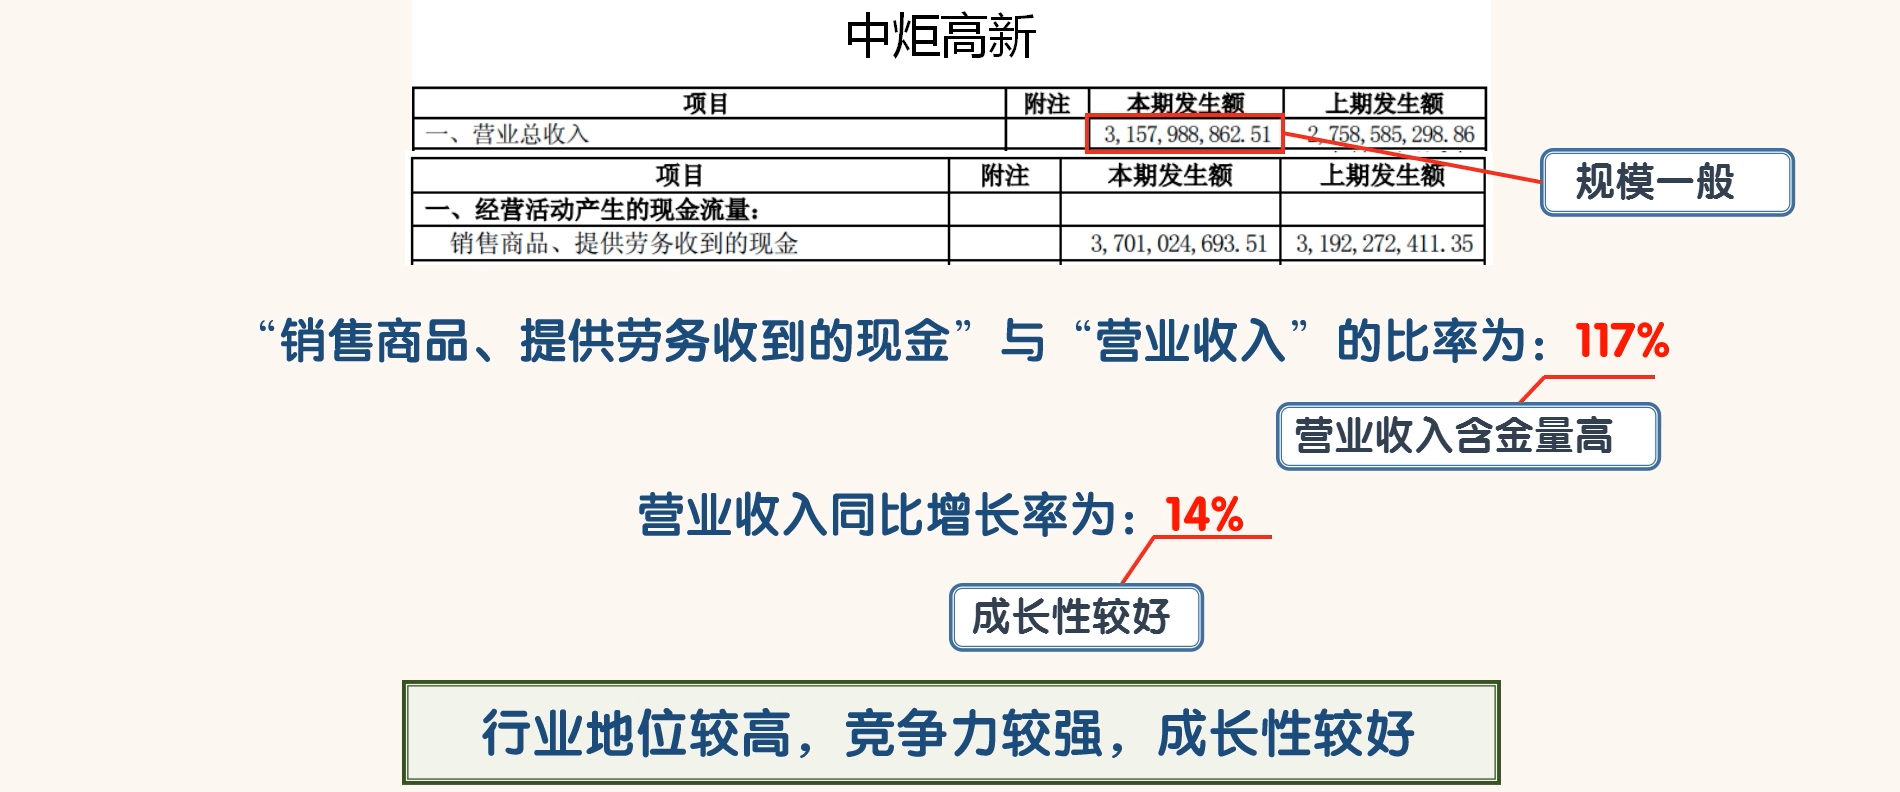 中炬高新
项目 附注 本期发生额 上期发生额
一、营业总收入 3,157,988,862.51 2,758,585,298.86
规模一般
项目 附注 本期发生额 上期发生额
一、经营活动产生的现金流量：
销售商品、提供劳务收到的现金 3,701,024,693.51 3,192,272,411.35
“销售商品、提供劳务收到的现金”与“营业收入”的比率为：117%
营业收入含金量高
营业收入同比增长率为：14%
成长性较好
行业地位较高，竞争力较强，成长性较好